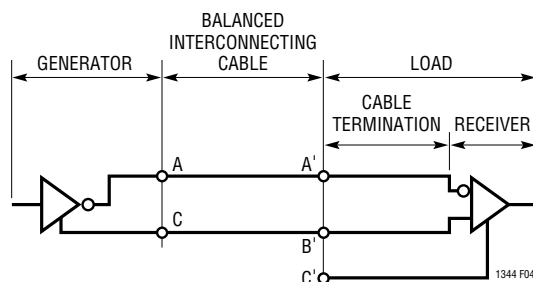 BALANCED
INTERCONNECTING
CABLE
GENERATOR
LOAD
CABLE
TERMINATION
RECEIVER
A
A'
C
B'
C'
1344 F04